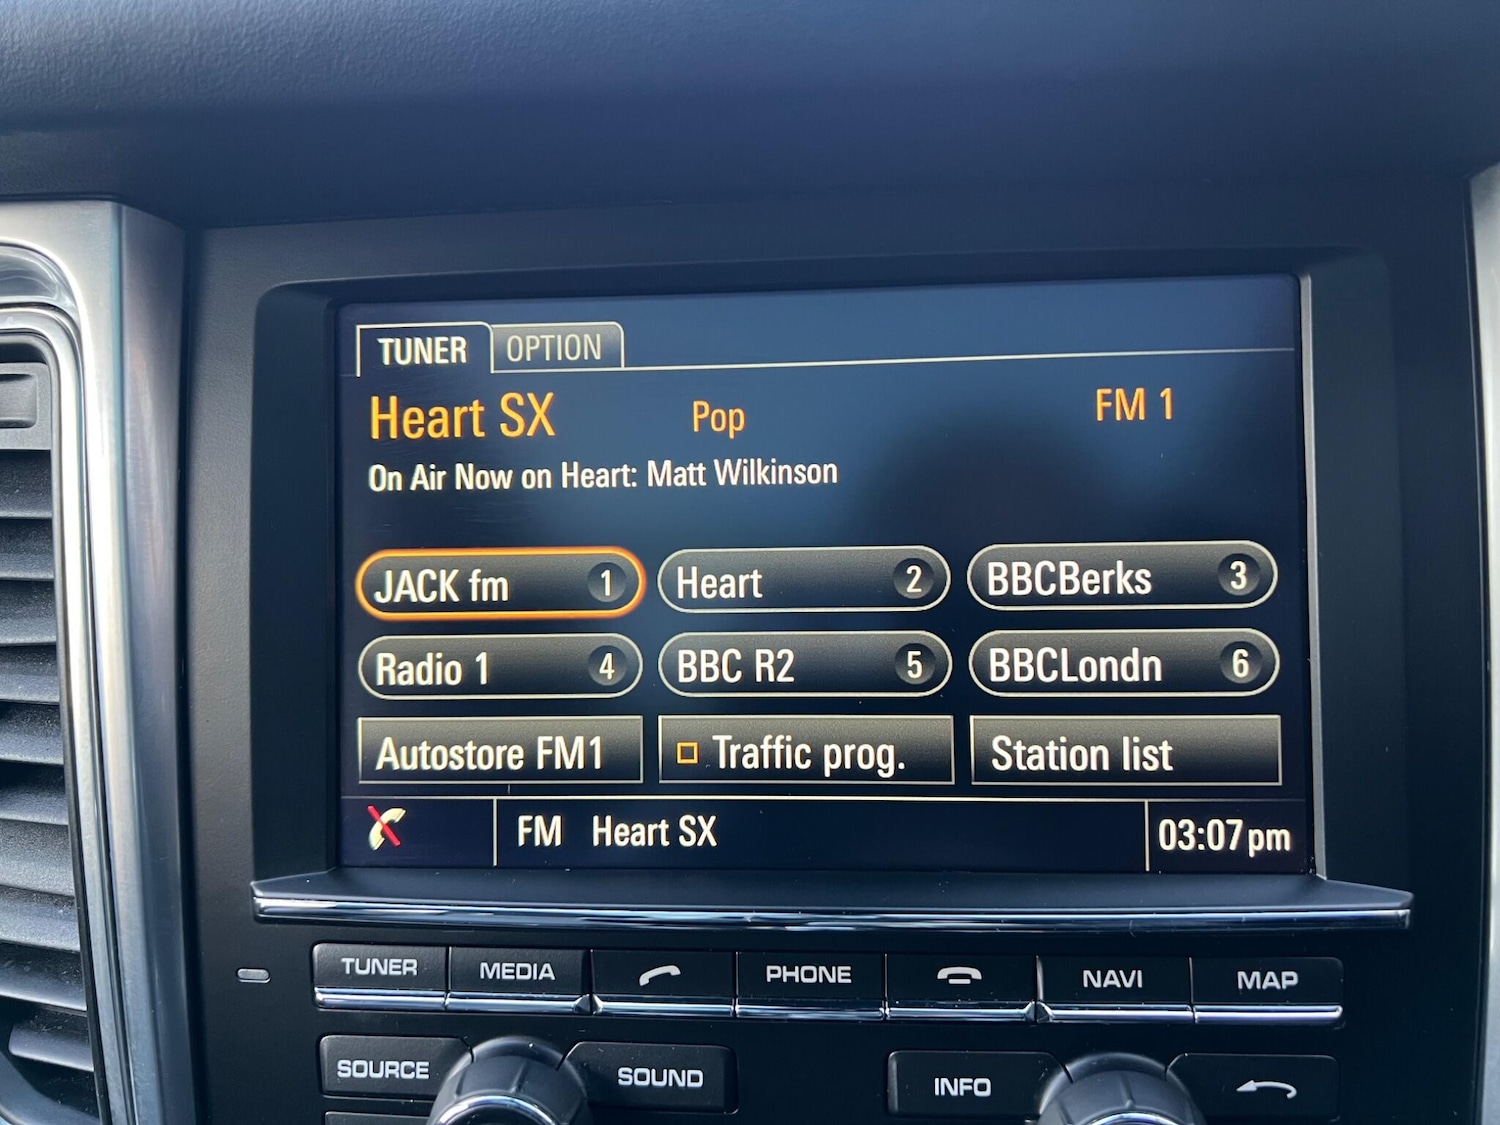 TUNER OPTION
Heart SX Pop FM 1
On Air Now on Heart: Matt Wilkinson
JACK fm 1 Heart 2 BBCBerks 3
Radio 1 4 BBC R2 5 BBCLondn 6
Autostore FM1 Traffic prog. Station list
FM Heart SX 03:07pm
TUNER MEDIA PHONE NAVI MAP
SOURCE SOUND INFO